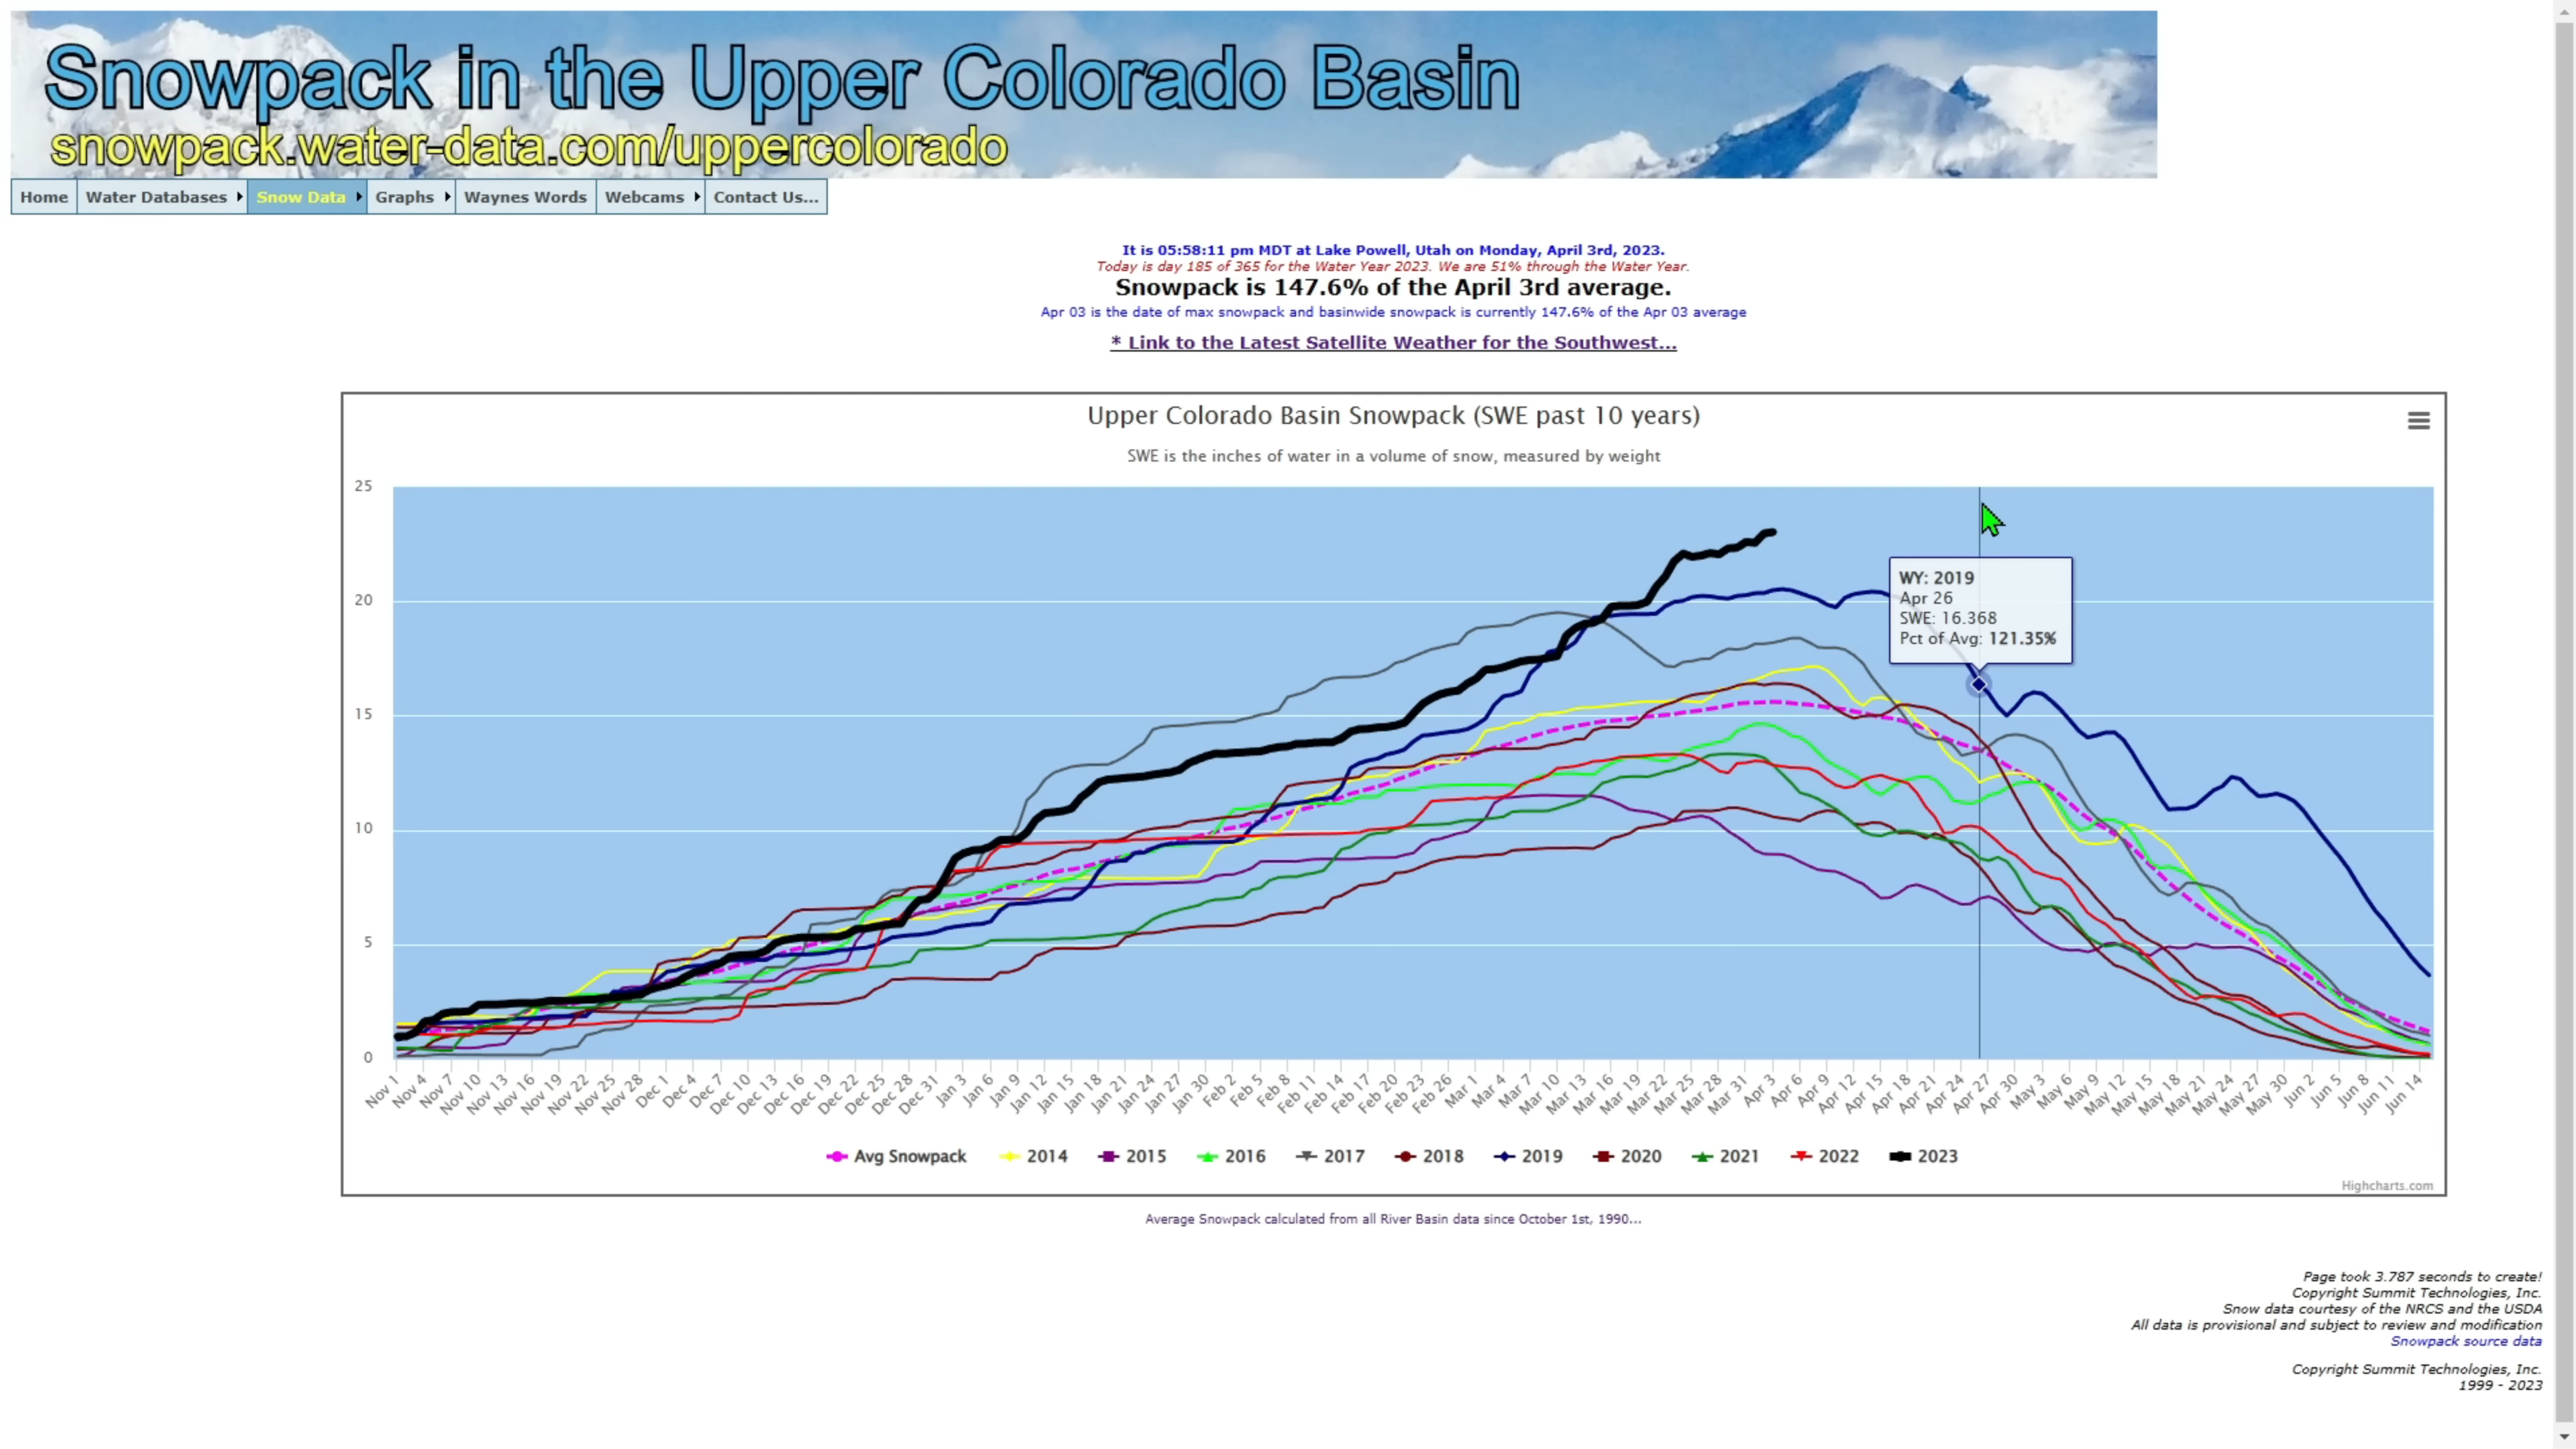 Snowpack in the Upper Colorado Basin
snowpack.water-data.com/uppercolorado
Home Water Databases Snow Data Graphs Waynes Words Webcams Contact Us...
It is 05:58:11 pm MDT at Lake Powell, Utah on Monday, April 3rd, 2023.
Today is day 185 of 365 for the Water Year 2023. We are 51% through the Water Year.
Snowpack is 147.6% of the April 3rd average.
Apr 03 is the date of max snowpack and basinwide snowpack is currently 147.6% of the Apr 03 average
* Link to the Latest Satellite Weather for the Southwest...
Upper Colorado Basin Snowpack (SWE past 10 years)
SWE is the inches of water in a volume of snow, measured by weight
25
20
15
10
5
0
WY: 2019
Apr 26
SWE: 16.368
Pct of Avg: 121.35%
Nov 1 Nov 4 Nov 7 Nov 10 Nov 13 Nov 16 Nov 19 Nov 22 Nov 25 Nov 28 Dec 1 Dec 4 Dec 7 Dec 10 Dec 13 Dec 16 Dec 19 Dec 22 Dec 25 Dec 28 Dec 31 Jan 3 Jan 6 Jan 9 Jan 12 Jan 15 Jan 18 Jan 21 Jan 24 Jan 27 Jan 30 Feb 2 Feb 5 Feb 8 Feb 11 Feb 14 Feb 17 Feb 20 Feb 23 Feb 26 Mar 1 Mar 4 Mar 7 Mar 10 Mar 13 Mar 16 Mar 19 Mar 22 Mar 25 Mar 28 Mar 31 Apr 3 Apr 6 Apr 9 Apr 12 Apr 15 Apr 18 Apr 21 Apr 24 Apr 27 Apr 30 May 3 May 6 May 9 May 12 May 15 May 18 May 21 May 24 May 27 May 30 Jun 2 Jun 5 Jun 8 Jun 11 Jun 14
Avg Snowpack 2014 2015 2016 2017 2018 2019 2020 2021 2022 2023
Highcharts.com
Average Snowpack calculated from all River Basin data since October 1st, 1990...
Page took 3.787 seconds to create!
Copyright Summit Technologies, Inc.
Snow data courtesy of the NRCS and the USDA
All data is provisional and subject to review and modification
Snowpack source data
Copyright Summit Technologies, Inc.
1999 - 2023